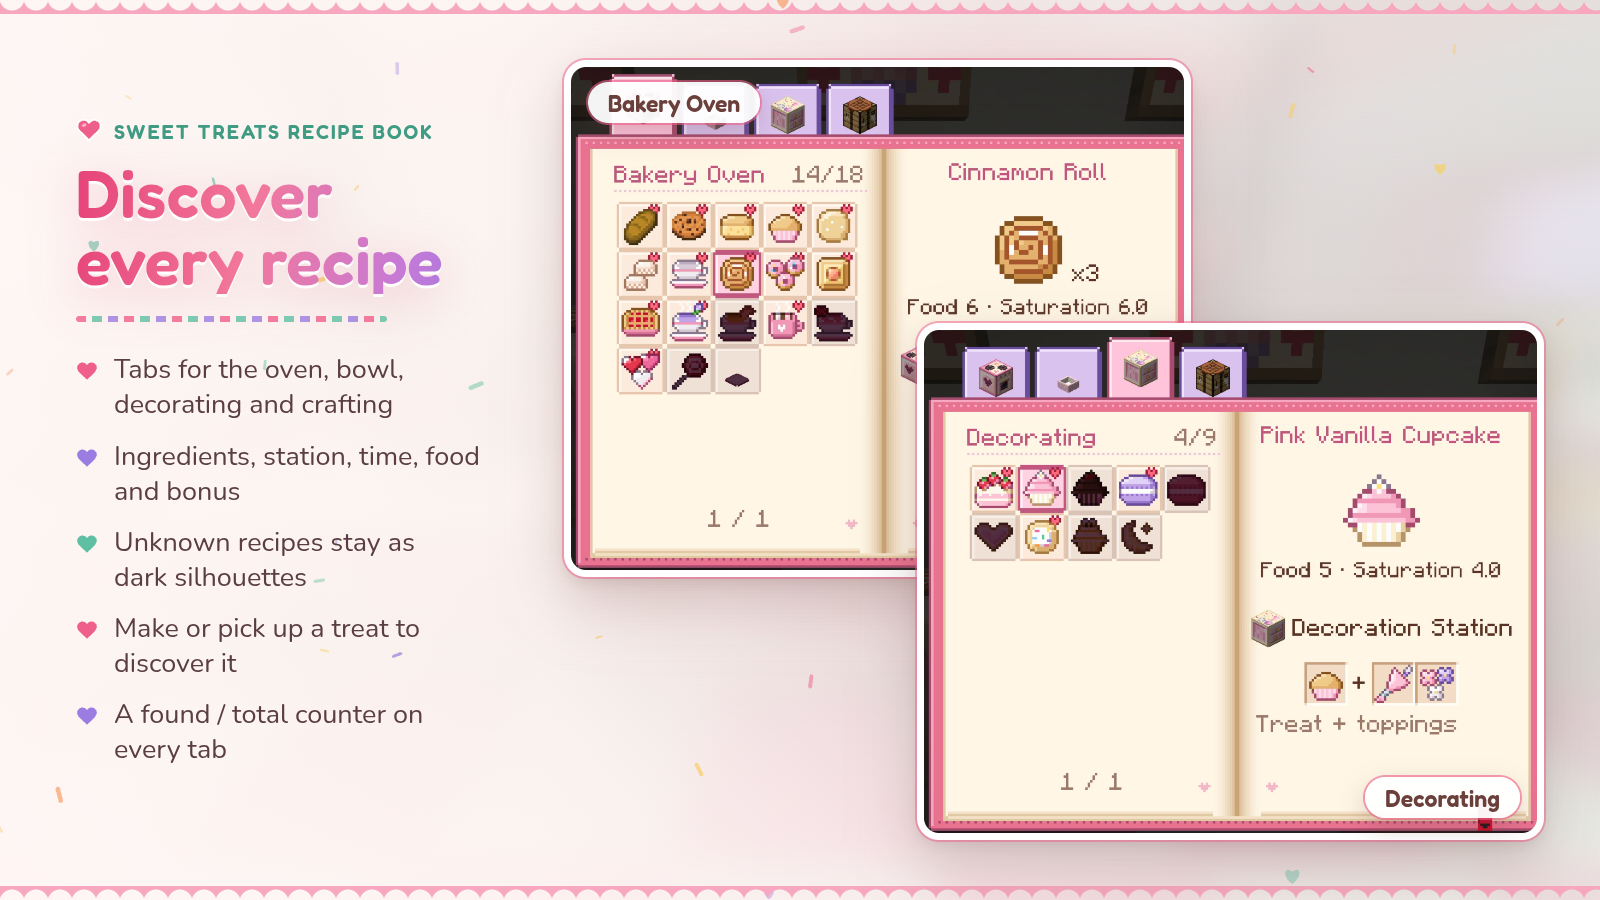 SWEET TREATS RECIPE BOOK
Discover
every recipe
Tabs for the oven, bowl,
decorating and crafting
Ingredients, station, time, food
and bonus
Unknown recipes stay as
dark silhouettes
Make or pick up a treat to
discover it
A found / total counter on
every tab
Bakery Oven
Bakery Oven 14/18
1 / 1
Cinnamon Roll
x3
Food 6 · Saturation 6.0
Decorating 4/9
1 / 1
Pink Vanilla Cupcake
Food 5 · Saturation 4.0
Decoration Station
+
Treat + toppings
Decorating